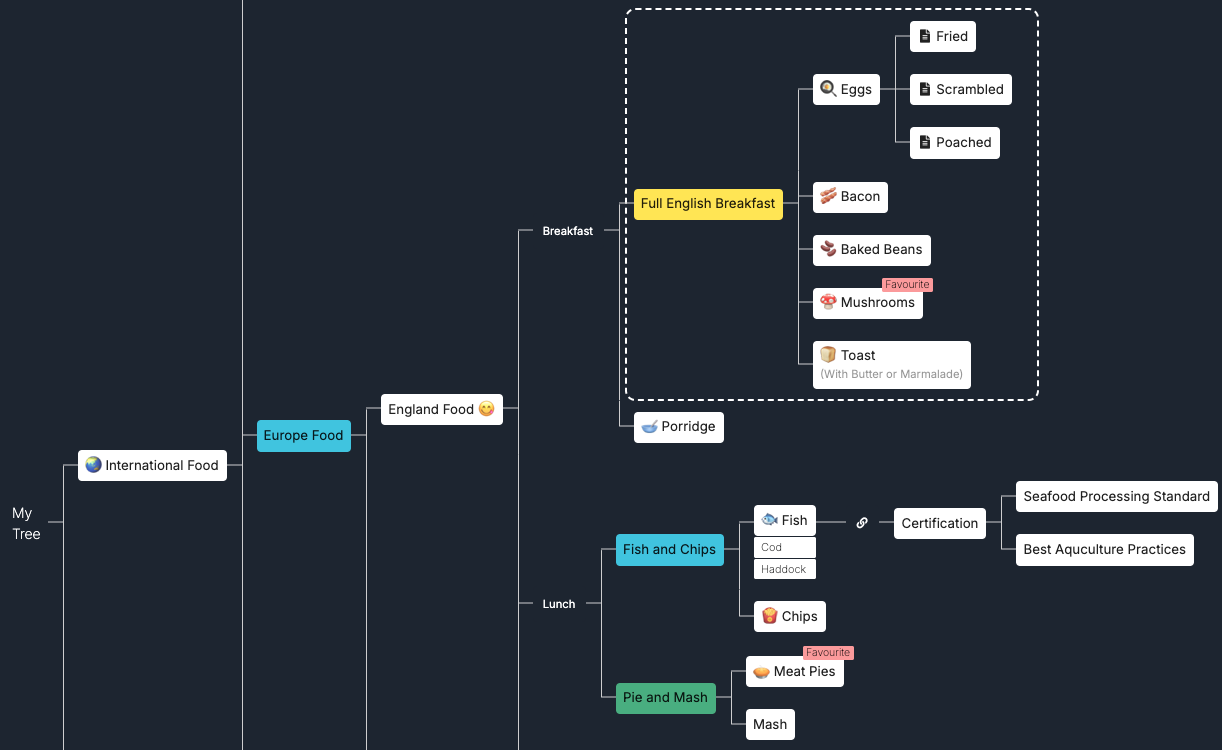 Fried
Eggs
Scrambled
Poached
Bacon
Full English Breakfast
Breakfast
Baked Beans
Favourite
Mushrooms
Toast
(With Butter or Marmalade)
England Food
Porridge
Europe Food
International Food
My
Tree
Seafood Processing Standard
Fish
Certification
Cod
Haddock
Fish and Chips
Best Aquculture Practices
Lunch
Chips
Favourite
Meat Pies
Pie and Mash
Mash